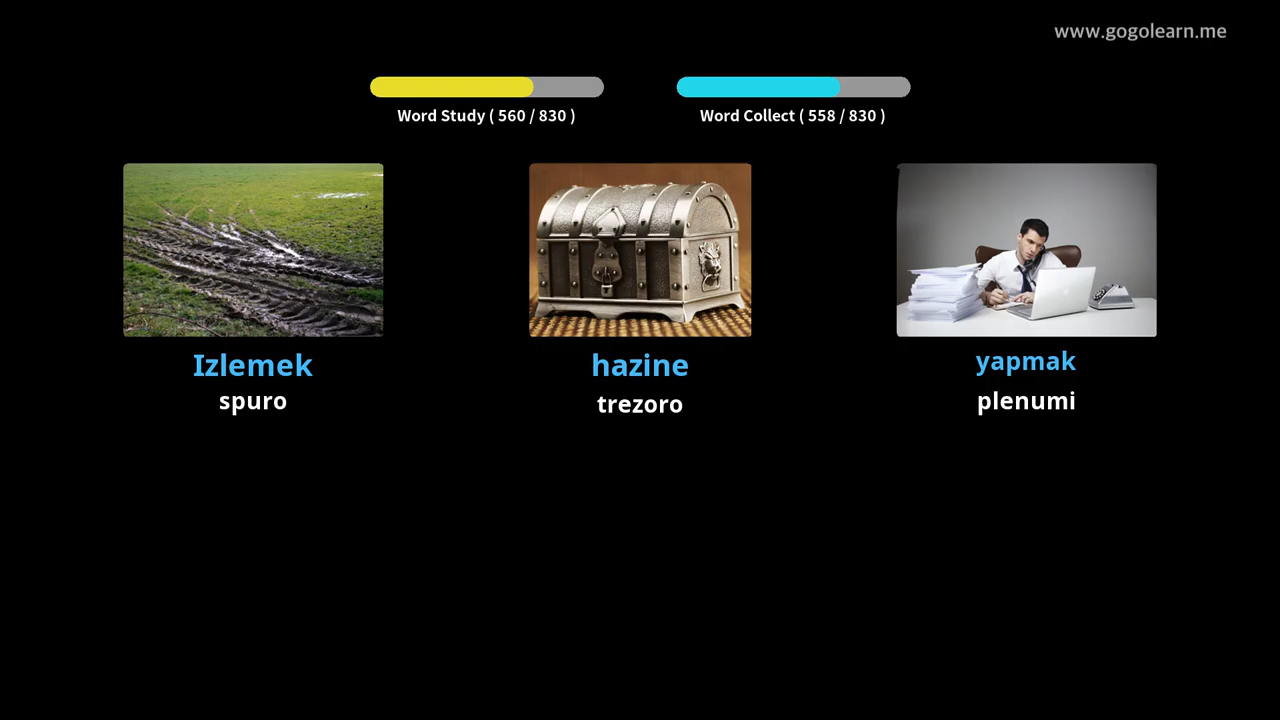 www.gogolearn.me
Word Study ( 560 / 830 )
Word Collect ( 558 / 830 )
Izlemek
spuro
hazine
trezoro
yapmak
plenumi